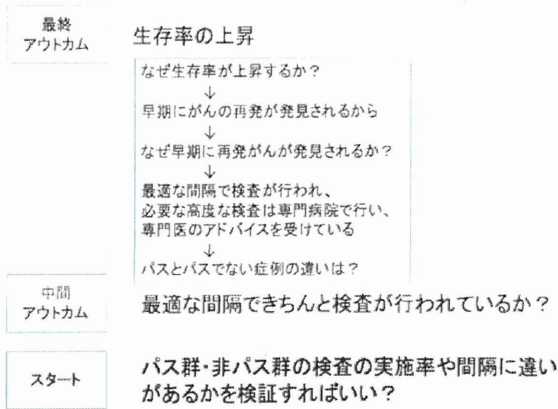 最終
アウトカム
生存率の上昇
なぜ生存率が上昇するか？
↓
早期にがんの再発が発見されるから
↓
なぜ早期に再発がんが発見されるか？
↓
最適な間隔で検査が行われ、
必要な高度な検査は専門病院で行い、
専門医のアドバイスを受けている
↓
パスとパスでない症例の違いは？
中間
アウトカム
最適な間隔できちんと検査が行われているか？
スタート
パス群・非パス群の検査の実施率や間隔に違い
があるかを検証すればいい？